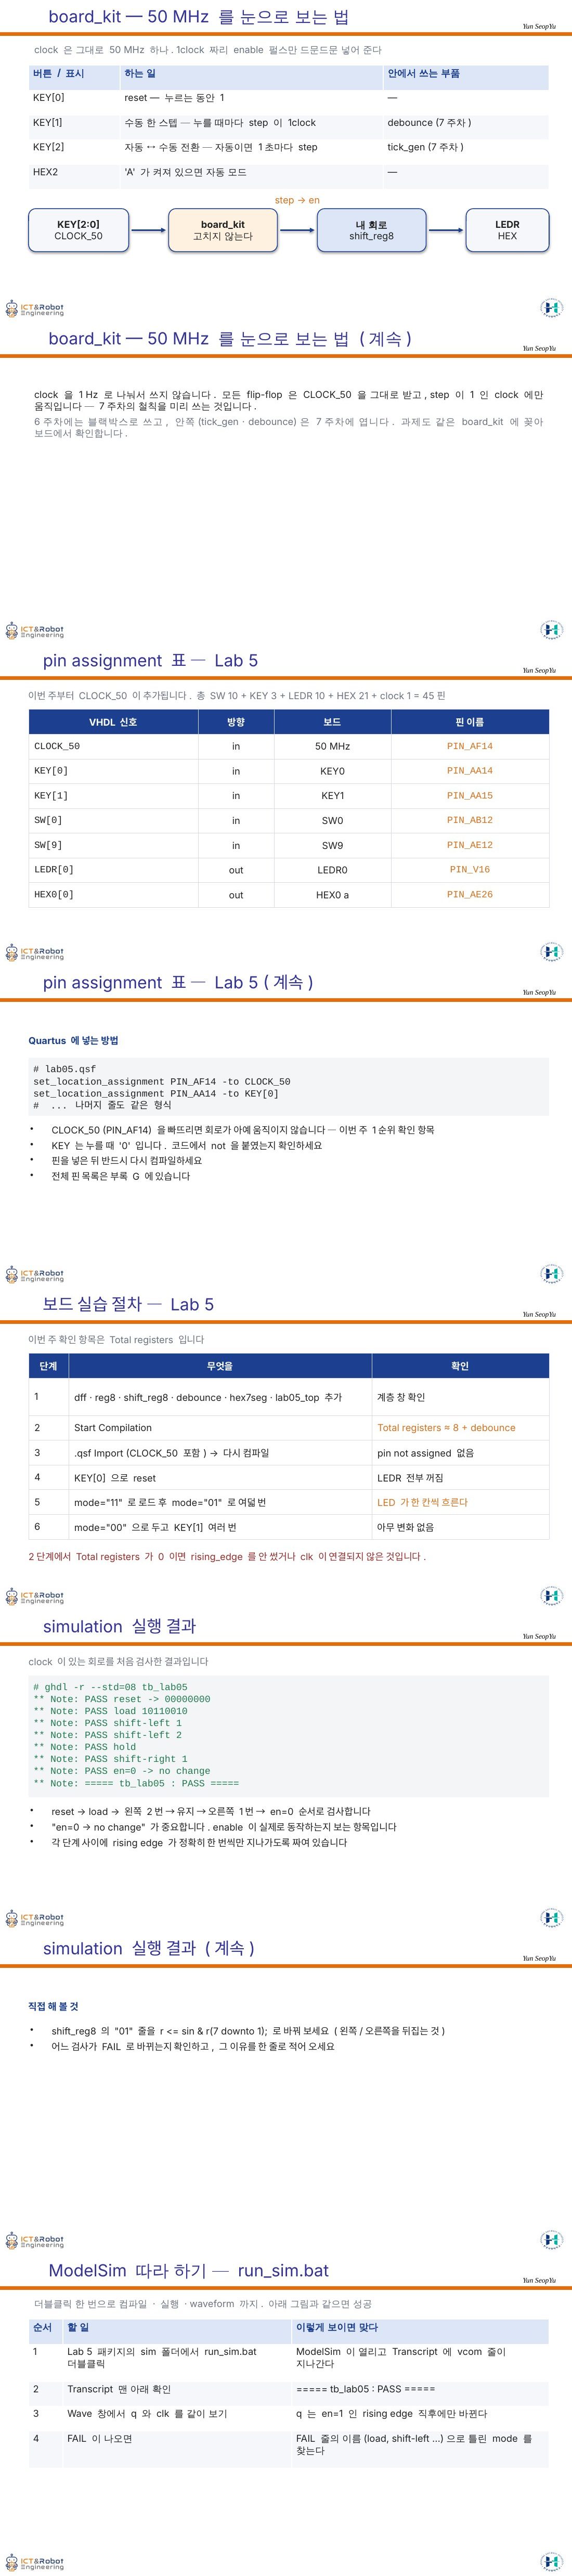 board_kit — 50 MHz 를 눈으로 보는 법
Yun SeopYu
clock 은 그대로 50 MHz 하나 . 1clock 짜리 enable 펄스만 드문드문 넣어 준다
버튼 / 표시 하는 일 안에서 쓰는 부품
KEY[0] reset — 누르는 동안 1 —
KEY[1] 수동 한 스텝 — 누를 때마다 step 이 1clock debounce (7 주차 )
KEY[2] 자동 ↔ 수동 전환 — 자동이면 1 초마다 step tick_gen (7 주차 )
HEX2 'A' 가 켜져 있으면 자동 모드 —
step → en
KEY[2:0] board_kit 내 회로 LEDR
CLOCK_50 고치지 않는다 shift_reg8 HEX
ICT&Robot
Engineering
board_kit — 50 MHz 를 눈으로 보는 법 ( 계속 )
Yun SeopYu
clock 을 1 Hz 로 나눠서 쓰지 않습니다 . 모든 flip-flop 은 CLOCK_50 을 그대로 받고 , step 이 1 인 clock 에만
움직입니다 — 7 주차의 철칙을 미리 쓰는 것입니다 .
6 주차에는 블랙박스로 쓰고 , 안쪽 (tick_gen · debounce) 은 7 주차에 엽니다 . 과제도 같은 board_kit 에 꽂아
보드에서 확인합니다 .
ICT&Robot
Engineering
pin assignment 표 — Lab 5
Yun SeopYu
이번 주부터 CLOCK_50 이 추가됩니다 . 총 SW 10 + KEY 3 + LEDR 10 + HEX 21 + clock 1 = 45 핀
VHDL 신호 방향 보드 핀 이름
CLOCK_50 in 50 MHz PIN_AF14
KEY[0] in KEY0 PIN_AA14
KEY[1] in KEY1 PIN_AA15
SW[0] in SW0 PIN_AB12
SW[9] in SW9 PIN_AE12
LEDR[0] out LEDR0 PIN_V16
HEX0[0] out HEX0 a PIN_AE26
ICT&Robot
Engineering
pin assignment 표 — Lab 5 ( 계속 )
Yun SeopYu
Quartus 에 넣는 방법
# lab05.qsf
set_location_assignment PIN_AF14 -to CLOCK_50
set_location_assignment PIN_AA14 -to KEY[0]
# ... 나머지 줄도 같은 형식
• CLOCK_50 (PIN_AF14) 을 빠뜨리면 회로가 아예 움직이지 않습니다 — 이번 주 1 순위 확인 항목
• KEY 는 누를 때 '0' 입니다 . 코드에서 not 을 붙였는지 확인하세요
• 핀을 넣은 뒤 반드시 다시 컴파일하세요
• 전체 핀 목록은 부록 G 에 있습니다
ICT&Robot
Engineering
보드 실습 절차 — Lab 5
Yun SeopYu
이번 주 확인 항목은 Total registers 입니다
단계 무엇을 확인
1 dff · reg8 · shift_reg8 · debounce · hex7seg · lab05_top 추가 계층 창 확인
2 Start Compilation Total registers ≈ 8 + debounce
3 .qsf Import (CLOCK_50 포함 ) → 다시 컴파일 pin not assigned 없음
4 KEY[0] 으로 reset LEDR 전부 꺼짐
5 mode="11" 로 로드 후 mode="01" 로 여덟 번 LED 가 한 칸씩 흐른다
6 mode="00" 으로 두고 KEY[1] 여러 번 아무 변화 없음
2 단계에서 Total registers 가 0 이면 rising_edge 를 안 썼거나 clk 이 연결되지 않은 것입니다 .
ICT&Robot
Engineering
simulation 실행 결과
Yun SeopYu
clock 이 있는 회로를 처음 검사한 결과입니다
# ghdl -r --std=08 tb_lab05
** Note: PASS reset -> 00000000
** Note: PASS load 10110010
** Note: PASS shift-left 1
** Note: PASS shift-left 2
** Note: PASS hold
** Note: PASS shift-right 1
** Note: PASS en=0 -> no change
** Note: ===== tb_lab05 : PASS =====
• reset → load → 왼쪽 2 번 → 유지 → 오른쪽 1 번 → en=0 순서로 검사합니다
• "en=0 → no change" 가 중요합니다 . enable 이 실제로 동작하는지 보는 항목입니다
• 각 단계 사이에 rising edge 가 정확히 한 번씩만 지나가도록 짜여 있습니다
ICT&Robot
Engineering
simulation 실행 결과 ( 계속 )
Yun SeopYu
직접 해 볼 것
• shift_reg8 의 "01" 줄을 r <= sin & r(7 downto 1); 로 바꿔 보세요 ( 왼쪽 / 오른쪽을 뒤집는 것 )
• 어느 검사가 FAIL 로 바뀌는지 확인하고 , 그 이유를 한 줄로 적어 오세요
ICT&Robot
Engineering
ModelSim 따라 하기 — run_sim.bat
Yun SeopYu
더블클릭 한 번으로 컴파일 · 실행 · waveform 까지 . 아래 그림과 같으면 성공
순서 할 일 이렇게 보이면 맞다
1 Lab 5 패키지의 sim 폴더에서 run_sim.bat 더블클릭 ModelSim 이 열리고 Transcript 에 vcom 줄이 지나간다
2 Transcript 맨 아래 확인 ===== tb_lab05 : PASS =====
3 Wave 창에서 q 와 clk 를 같이 보기 q 는 en=1 인 rising edge 직후에만 바뀐다
4 FAIL 이 나오면 FAIL 줄의 이름 (load, shift-left ...) 으로 틀린 mode 를 찾는다
ICT&Robot
Engineering